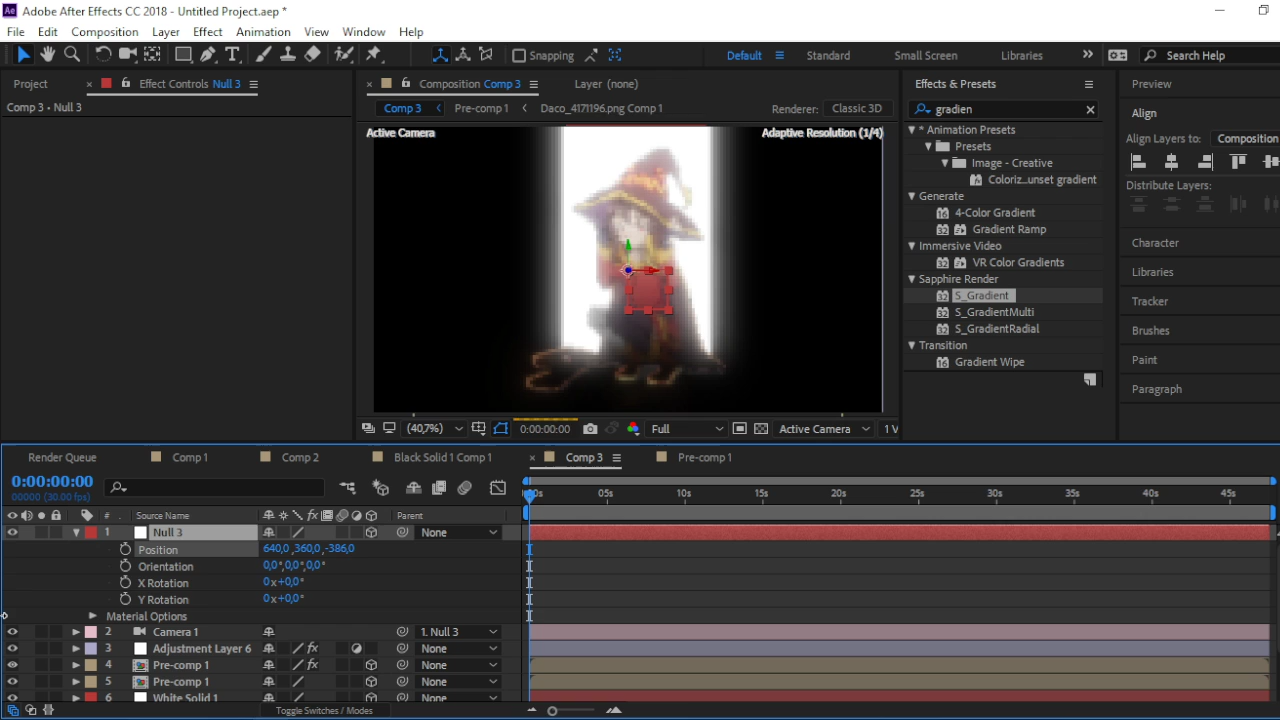 Adobe After Effects CC 2018 - Untitled Project.aep *
File Edit Composition Layer Effect Animation View Window Help
Snapping Default Standard Small Screen Libraries Search Help
Project Effect Controls Null 3 Composition Comp 3 Layer (none) Effects & Presets Preview
Comp 3 • Null 3
Comp 3 Pre-comp 1 Daco_4171196.png Comp 1 Renderer: Classic 3D
gradien
Active Camera Adaptive Resolution (1/4)
* Animation Presets
Presets
Image - Creative
Coloriz...unset gradient
Generate
4-Color Gradient
Gradient Ramp
Immersive Video
VR Color Gradients
Sapphire Render
S_Gradient
S_GradientMulti
S_GradientRadial
Transition
Gradient Wipe
Align
Align Layers to: Composition
Distribute Layers:
Character
Libraries
Tracker
Brushes
Paint
Paragraph
(40,7%) 0:00:00:00 Full Active Camera 1 V
Render Queue Comp 1 Comp 2 Black Solid 1 Comp 1 Comp 3 Pre-comp 1
0:00:00:00
00000 (30.00 fps)
05s 10s 15s 20s 25s 30s 35s 40s 45s
# Source Name Parent
1 Null 3 None
Position 640,0 ,360,0 ,-386,0
Orientation 0,0°,0,0°,0,0°
X Rotation 0 x+0,0°
Y Rotation 0 x+0,0°
Material Options
2 Camera 1 1. Null 3
3 Adjustment Layer 6 fx None
4 Pre-comp 1 fx None
5 Pre-comp 1 None
6 White Solid 1 None
Toggle Switches / Modes